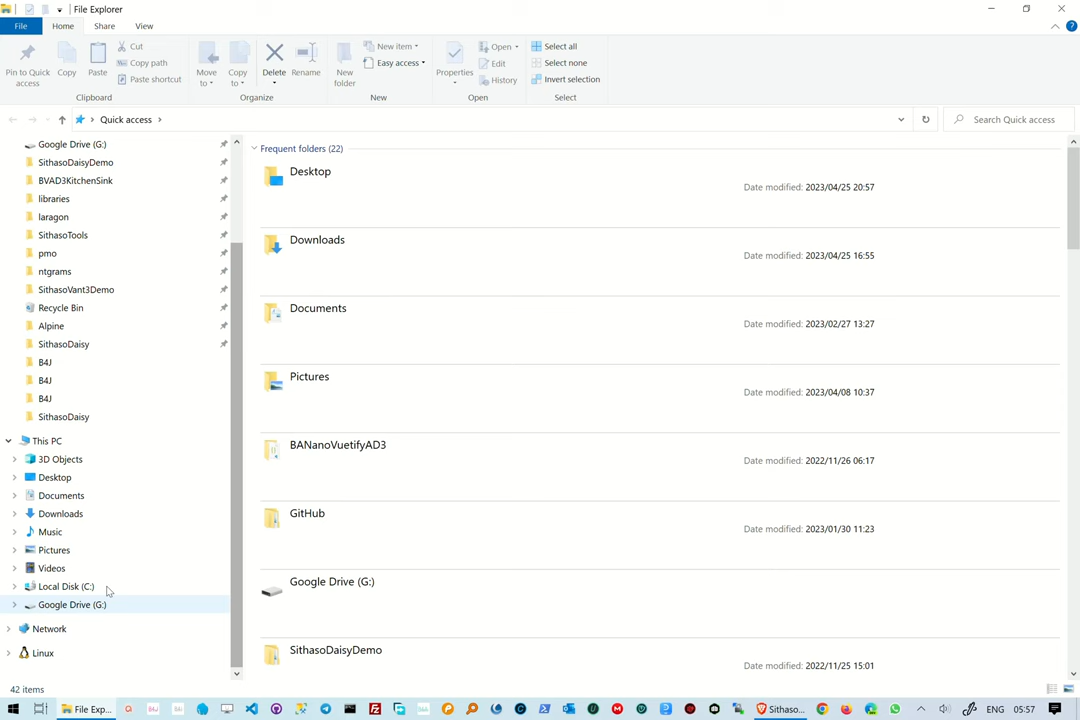 File Explorer
File Home Share View
Pin to Quick access
Copy
Paste
Cut
Copy path
Paste shortcut
Clipboard
Move to
Copy to
Delete
Rename
Organize
New folder
New item
Easy access
New
Properties
Open
Edit
History
Open
Select all
Select none
Invert selection
Select
Quick access
Search Quick access
Google Drive (G:)
SithasoDaisyDemo
BVAD3KitchenSink
libraries
laragon
SithasoTools
pmo
ntgrams
SithasoVant3Demo
Recycle Bin
Alpine
SithasoDaisy
B4J
B4J
B4J
SithasoDaisy
This PC
3D Objects
Desktop
Documents
Downloads
Music
Pictures
Videos
Local Disk (C:)
Google Drive (G:)
Network
Linux
Frequent folders (22)
Desktop
Date modified: 2023/04/25 20:57
Downloads
Date modified: 2023/04/25 16:55
Documents
Date modified: 2023/02/27 13:27
Pictures
Date modified: 2023/04/08 10:37
BANanoVuetifyAD3
Date modified: 2022/11/26 06:17
GitHub
Date modified: 2023/01/30 11:23
Google Drive (G:)
SithasoDaisyDemo
Date modified: 2022/11/25 15:01
42 items
File Exp...
Sithaso...
ENG 05:57